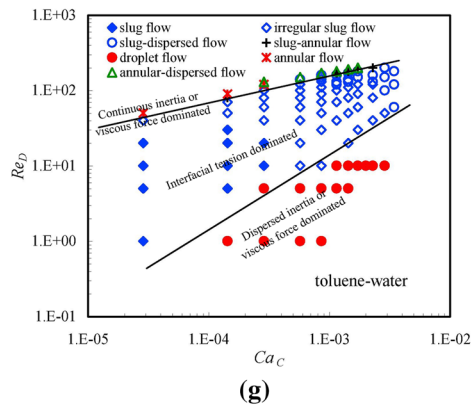 slug flow
irregular slug flow
slug-dispersed flow
slug-annular flow
droplet flow
annular flow
annular-dispersed flow
1.E+03
1.E+02
1.E+01
1.E+00
1.E-01
Re_D
Continuous inertia or
viscous force dominated
Interfacial tension dominated
Dispersed inertia or
viscous force dominated
toluene-water
1.E-05
1.E-04
1.E-03
1.E-02
Ca_C
(g)